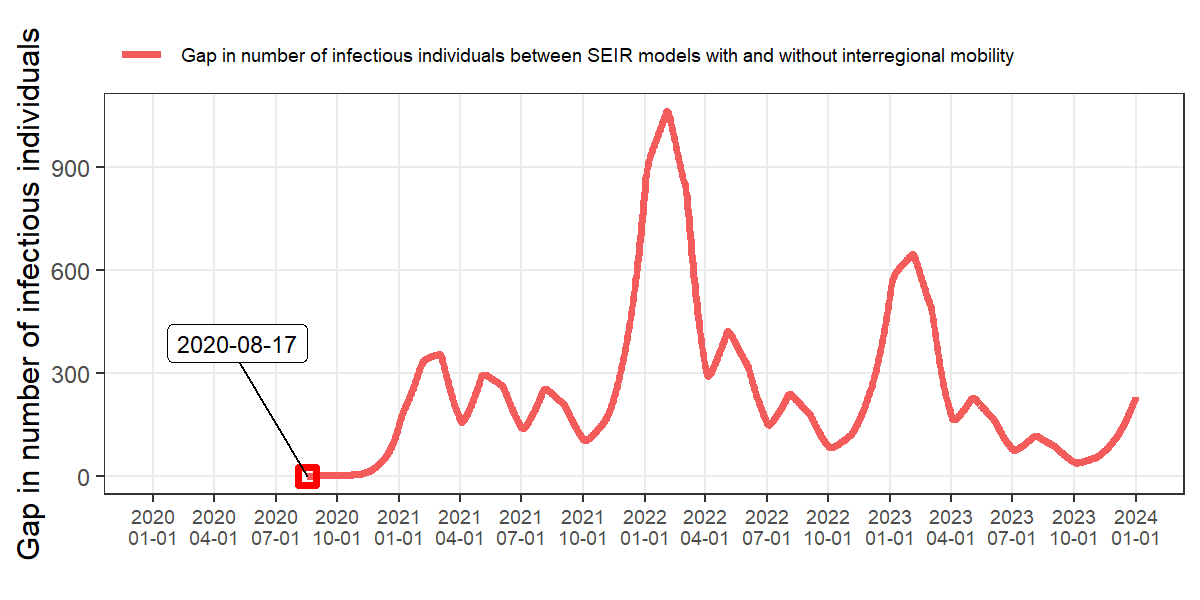 Gap in number of infectious individuals between SEIR models with and without interregional mobility
Gap in number of infectious individuals
900
600
300
0
2020-08-17
2020 2020 2020 2020 2021 2021 2021 2021 2022 2022 2022 2022 2023 2023 2023 2023 2024
01-01 04-01 07-01 10-01 01-01 04-01 07-01 10-01 01-01 04-01 07-01 10-01 01-01 04-01 07-01 10-01 01-01